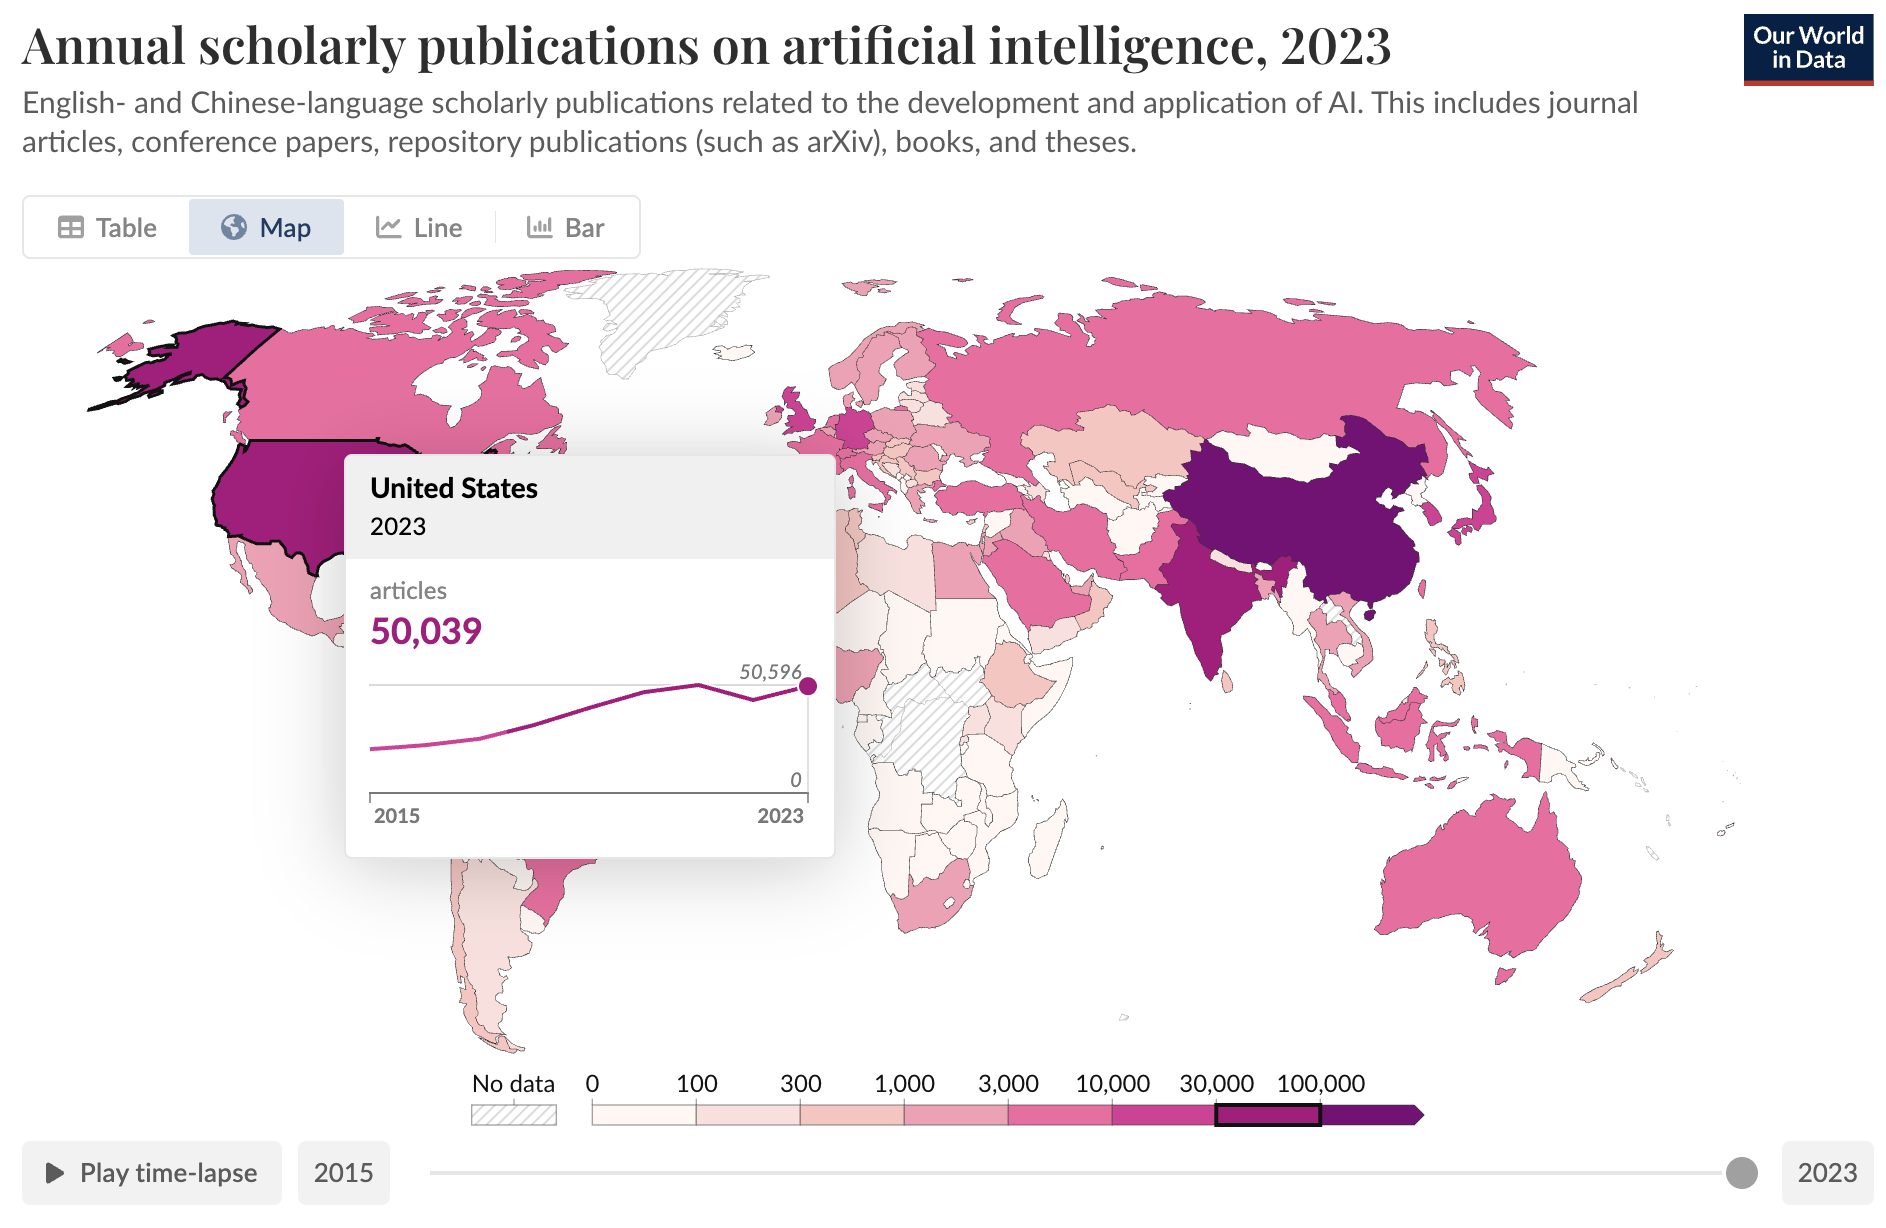 Annual scholarly publications on artificial intelligence, 2023
Our World
in Data
English- and Chinese-language scholarly publications related to the development and application of AI. This includes journal
articles, conference papers, repository publications (such as arXiv), books, and theses.
Table Map Line Bar
United States
2023
articles
50,039
50,596
0
2015 2023
No data 0 100 300 1,000 3,000 10,000 30,000 100,000
Play time-lapse 2015 2023